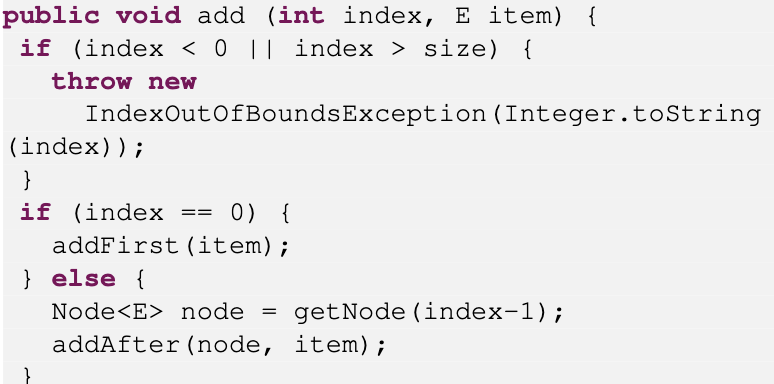 public void add (int index, E item) {
if (index < 0 || index > size) {
throw new
IndexOutOfBoundsException(Integer.toString
(index));
}
if (index == 0) {
addFirst(item);
} else {
Node<E> node = getNode(index-1);
addAfter(node, item);
}